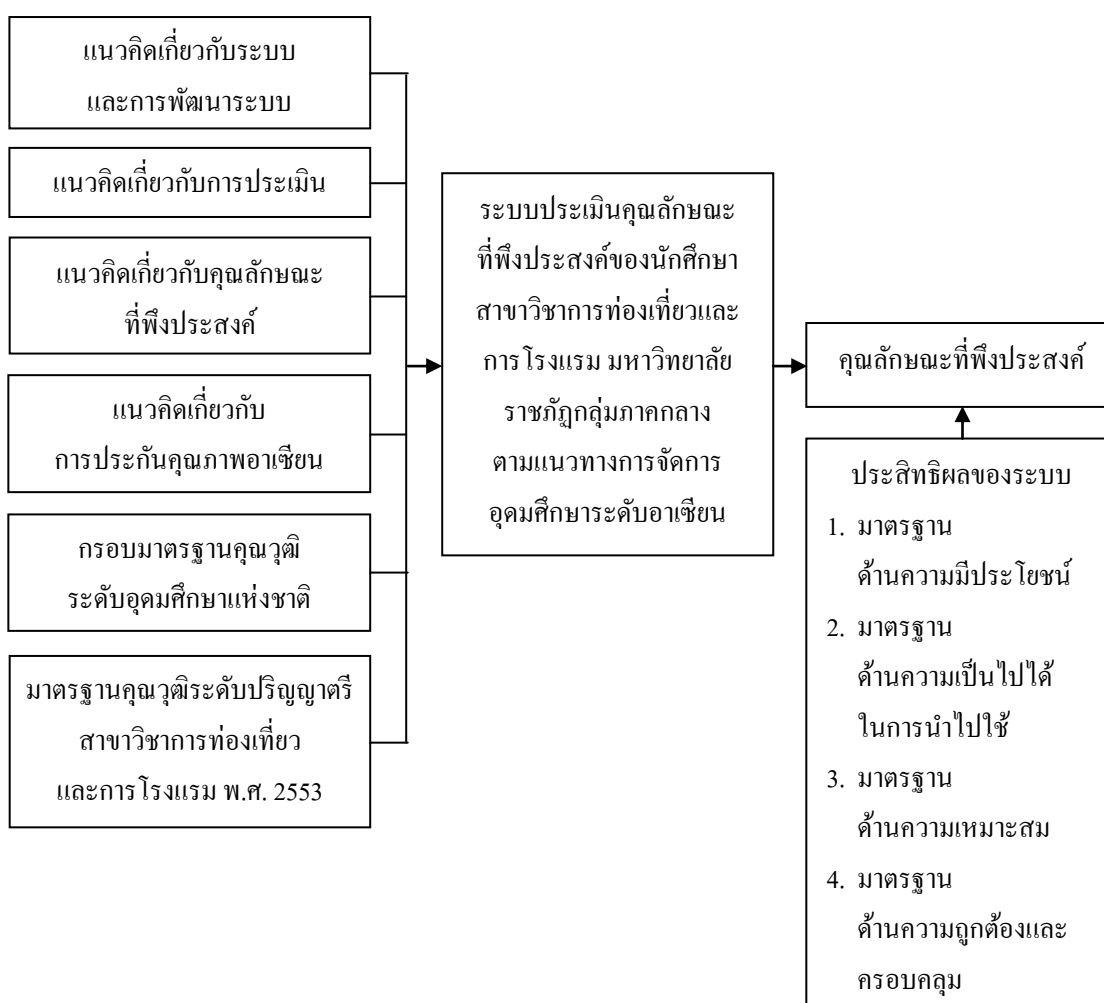 แนวคิดเกี่ยวกับระบบ
และการพัฒนาระบบ
แนวคิดเกี่ยวกับการประเมิน
แนวคิดเกี่ยวกับคุณลักษณะ
ที่พึงประสงค์
แนวคิดเกี่ยวกับ
การประกันคุณภาพอาเซียน
กรอบมาตรฐานคุณวุฒิ
ระดับอุดมศึกษาแห่งชาติ
มาตรฐานคุณวุฒิระดับปริญญาตรี
สาขาวิชาการท่องเที่ยว
และการโรงแรม พ.ศ. 2553
ระบบประเมินคุณลักษณะ
ที่พึงประสงค์ของนักศึกษา
สาขาวิชาการท่องเที่ยวและ
การโรงแรม มหาวิทยาลัย
ราชภัฏกลุ่มภาคกลาง
ตามแนวทางการจัดการ
อุดมศึกษาระดับอาเซียน
คุณลักษณะที่พึงประสงค์
ประสิทธิผลของระบบ
1. มาตรฐาน
ด้านความมีประโยชน์
2. มาตรฐาน
ด้านความเป็นไปได้
ในการนำไปใช้
3. มาตรฐาน
ด้านความเหมาะสม
4. มาตรฐาน
ด้านความถูกต้องและ
ครอบคลุม